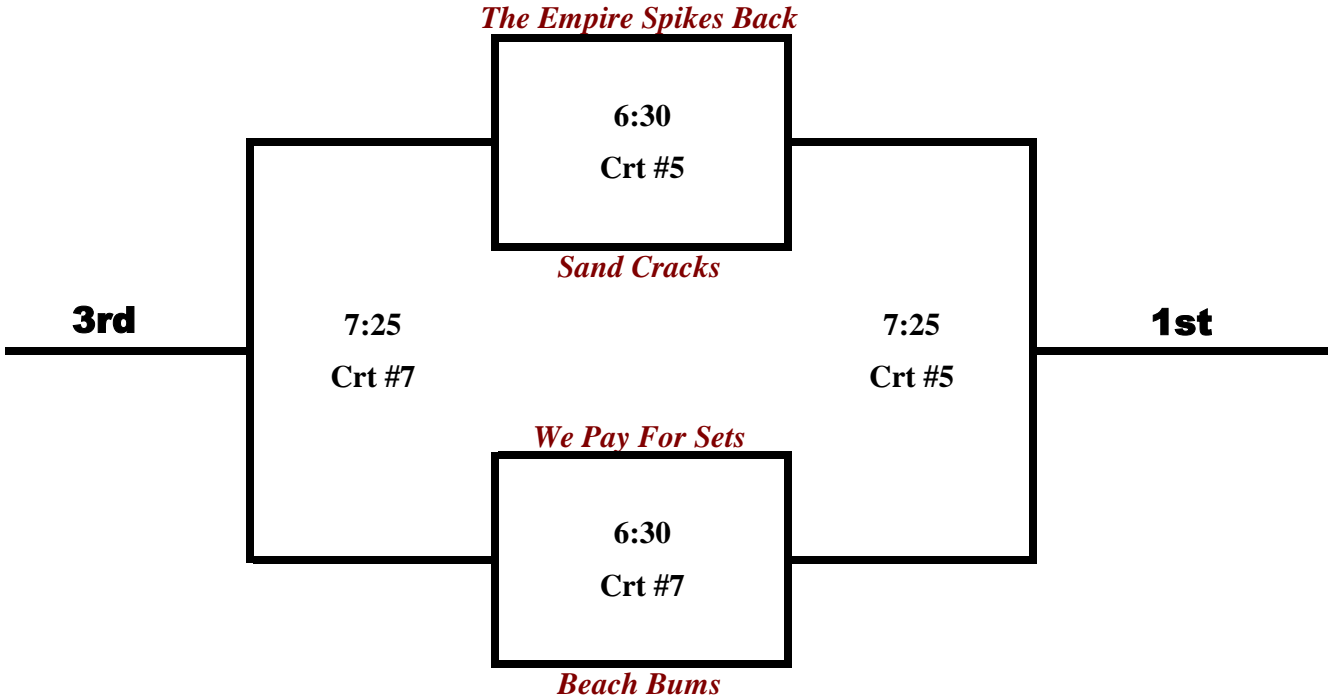 The Empire Spikes Back
6:30
Crt #5
Sand Cracks
3rd
7:25
Crt #7
7:25
Crt #5
1st
We Pay For Sets
6:30
Crt #7
Beach Bums